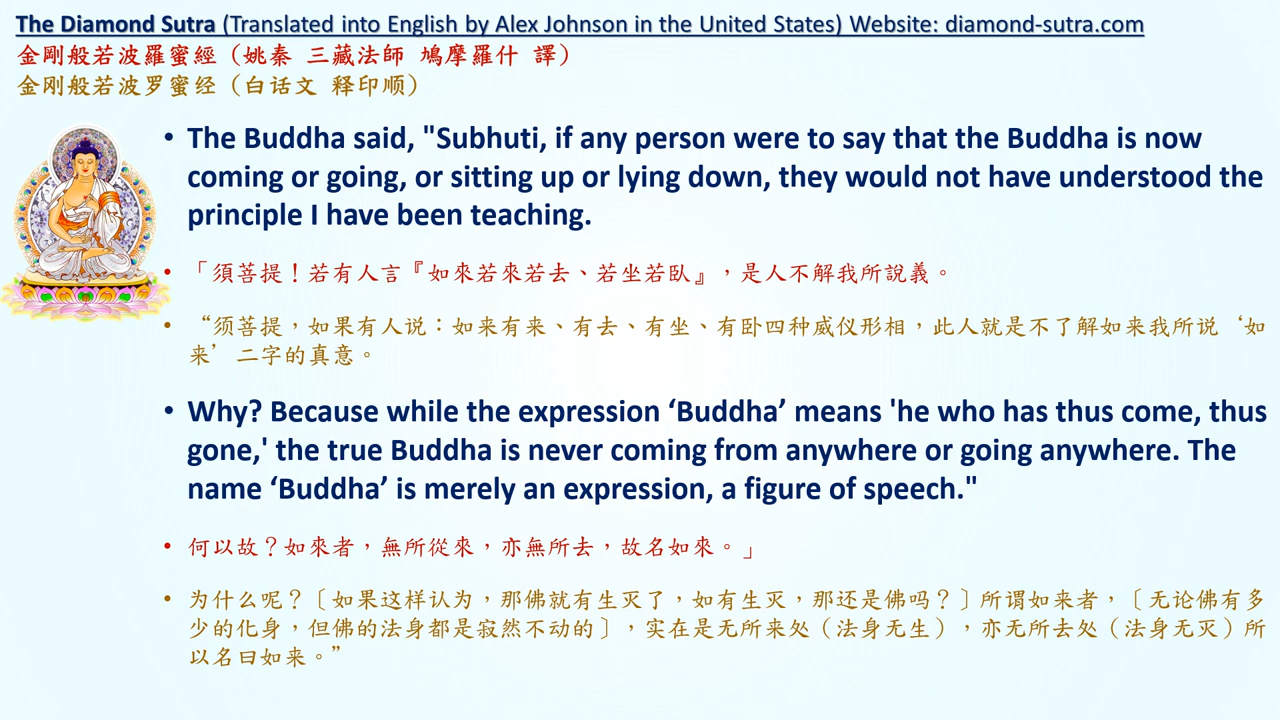 The Diamond Sutra (Translated into English by Alex Johnson in the United States) Website: diamond-sutra.com
金剛般若波羅蜜經 (姚秦 三藏法師 鳩摩羅什 譯)
金刚般若波罗蜜经 (白话文 释印顺)
• The Buddha said, "Subhuti, if any person were to say that the Buddha is now
coming or going, or sitting up or lying down, they would not have understood the
principle I have been teaching.
• 「須菩提！若有人言『如來若來若去、若坐若臥』，是人不解我所說義。
• “须菩提，如果有人说：如来有来、有去、有坐、有卧四种威仪形相，此人就是不了解如来我所说‘如
来’二字的真意。
• Why? Because while the expression ‘Buddha’ means 'he who has thus come, thus
gone,' the true Buddha is never coming from anywhere or going anywhere. The
name ‘Buddha’ is merely an expression, a figure of speech."
• 何以故？如來者，無所從來，亦無所去，故名如來。」
• 为什么呢？〔如果这样认为，那佛就有生灭了，如有生灭，那还是佛吗？〕所谓如来者，〔无论佛有多
少的化身，但佛的法身都是寂然不动的〕，实在是无所来处（法身无生），亦无所去处（法身无灭）所
以名曰如来。”